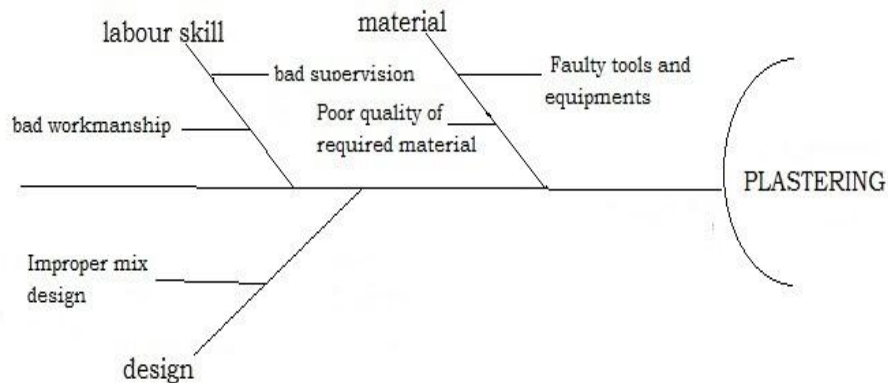 labour skill
material
bad supervision
Faulty tools and
equipments
bad workmanship
Poor quality of
required material
PLASTERING
Improper mix
design
design